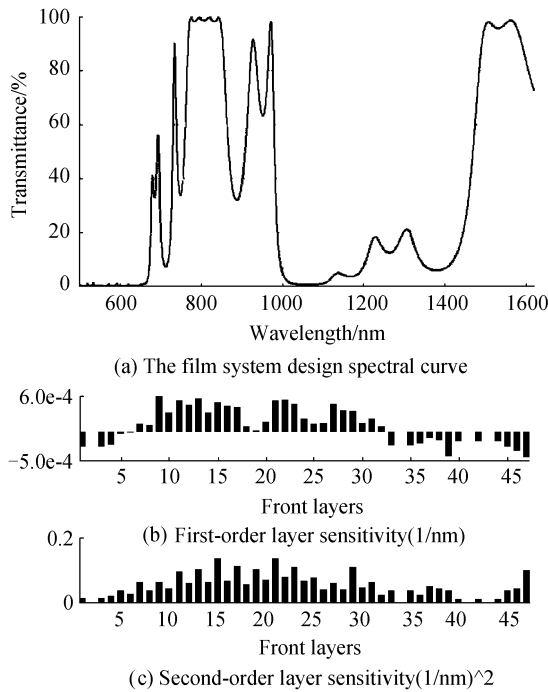 100
80
60
40
20
0
Transmittance/%
600 800 1000 1200 1400 1600
Wavelength/nm
(a) The film system design spectral curve
6.0e-4
−5.0e-4
5 10 15 20 25 30 35 40 45
Front layers
(b) First-order layer sensitivity(1/nm)
0.2
0
5 10 15 20 25 30 35 40 45
Front layers
(c) Second-order layer sensitivity(1/nm)^2